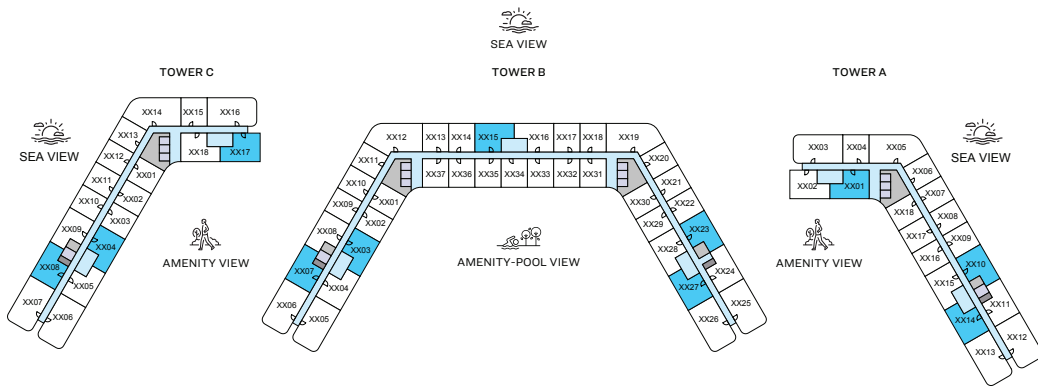 SEA VIEW
TOWER C
TOWER B
TOWER A
SEA VIEW
SEA VIEW
AMENITY VIEW
AMENITY-POOL VIEW
AMENITY VIEW
XX14
XX15
XX16
XX13
XX12
XX18
XX17
XX11
XX01
XX10
XX02
XX09
XX03
XX08
XX04
XX07
XX05
XX06
XX12
XX13
XX14
XX15
XX16
XX17
XX18
XX19
XX11
XX37
XX36
XX35
XX34
XX33
XX32
XX31
XX20
XX10
XX01
XX30
XX21
XX09
XX02
XX29
XX22
XX08
XX03
XX28
XX23
XX07
XX04
XX27
XX24
XX06
XX05
XX26
XX25
XX03
XX04
XX05
XX02
XX01
XX06
XX18
XX07
XX17
XX08
XX16
XX09
XX15
XX10
XX14
XX11
XX13
XX12